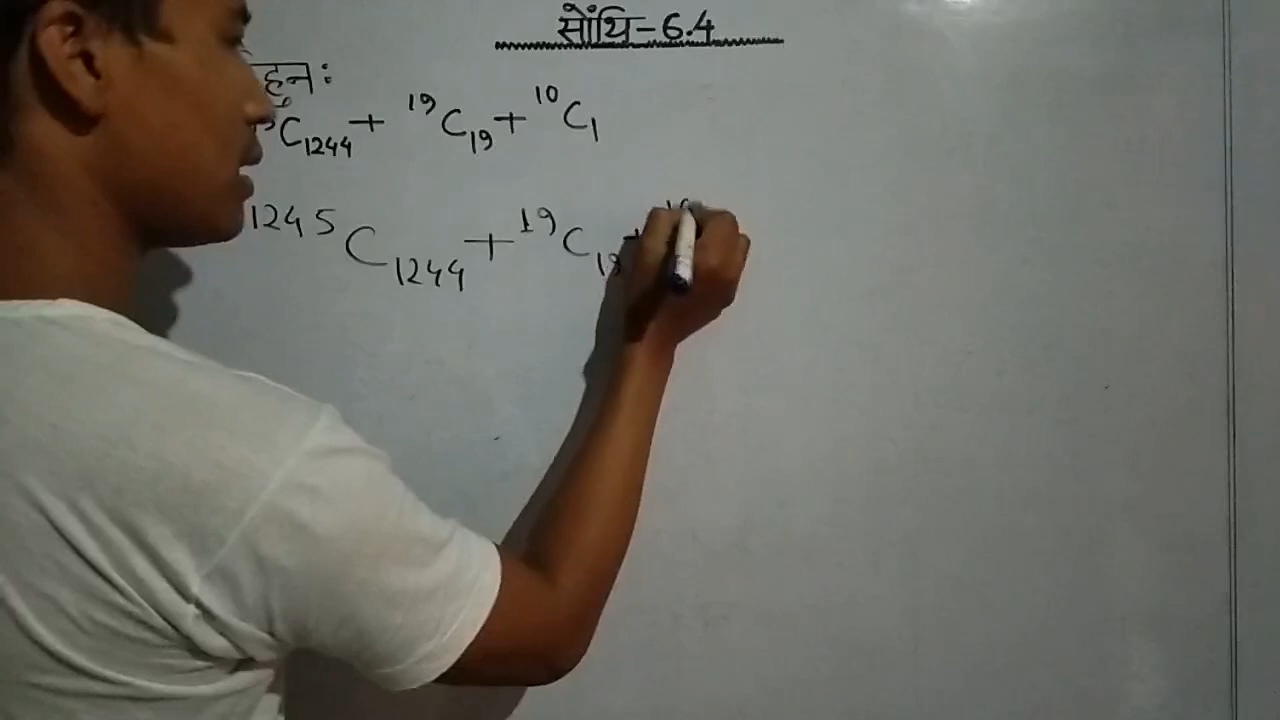 सोंथि-6.4
हुन:
C₁₂₄₄ + ¹⁹C₁₉ + ¹⁰C₁
¹²⁴⁵C₁₂₄₄ + ¹⁹C₁₉ +